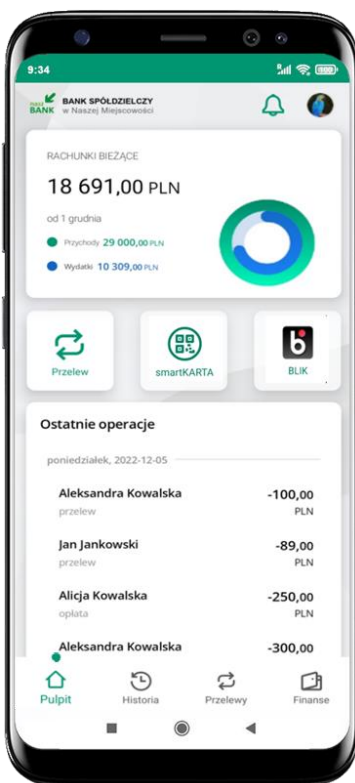 9:34
100
nasz BANK
BANK SPÓŁDZIELCZY
w Naszej Miejscowości
RACHUNKI BIEŻĄCE
18 691,00 PLN
od 1 grudnia
Przychody 29 000,00 PLN
Wydatki 10 309,00 PLN
Przelew
smartKARTA
BLIK
Ostatnie operacje
poniedziałek, 2022-12-05
Aleksandra Kowalska -100,00
przelew PLN
Jan Jankowski -89,00
przelew PLN
Alicja Kowalska -250,00
opłata PLN
Aleksandra Kowalska -300,00
Pulpit Historia Przelewy Finanse